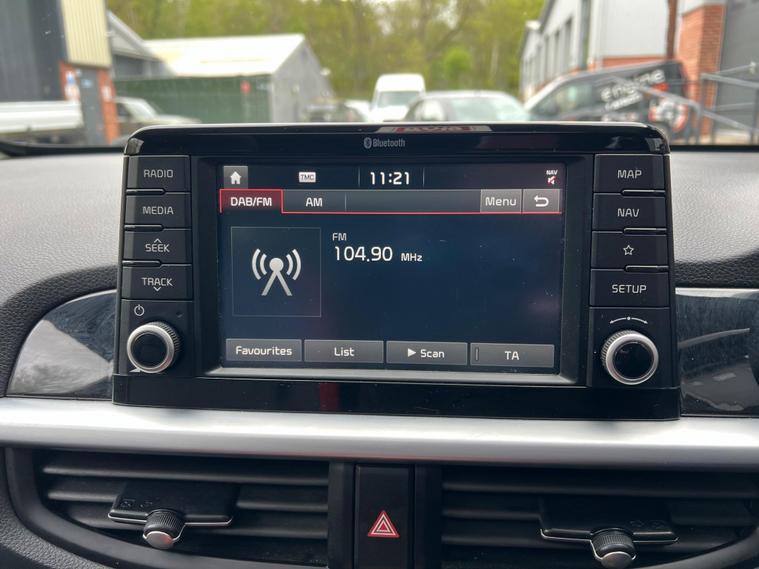 Bluetooth
RADIO
MEDIA
SEEK
TRACK
TMC
11:21
NAV
DAB/FM AM Menu
FM
104.90 MHz
Favourites List Scan TA
MAP
NAV
SETUP
engine